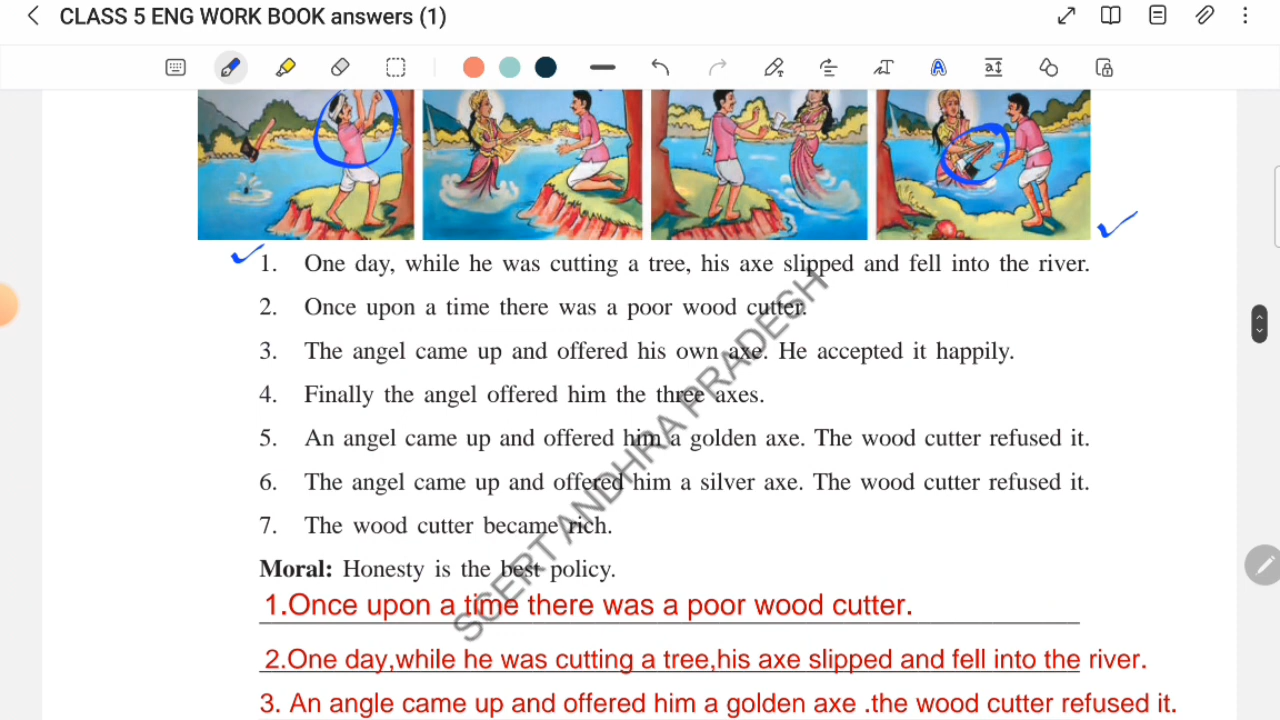 CLASS 5 ENG WORK BOOK answers (1)
1. One day, while he was cutting a tree, his axe slipped and fell into the river.
2. Once upon a time there was a poor wood cutter.
3. The angel came up and offered his own axe. He accepted it happily.
4. Finally the angel offered him the three axes.
5. An angel came up and offered him a golden axe. The wood cutter refused it.
6. The angel came up and offered him a silver axe. The wood cutter refused it.
7. The wood cutter became rich.
Moral: Honesty is the best policy.
SCERT ANDHRA PRADESH
1.Once upon a time there was a poor wood cutter.
2.One day,while he was cutting a tree,his axe slipped and fell into the river.
3. An angle came up and offered him a golden axe .the wood cutter refused it.